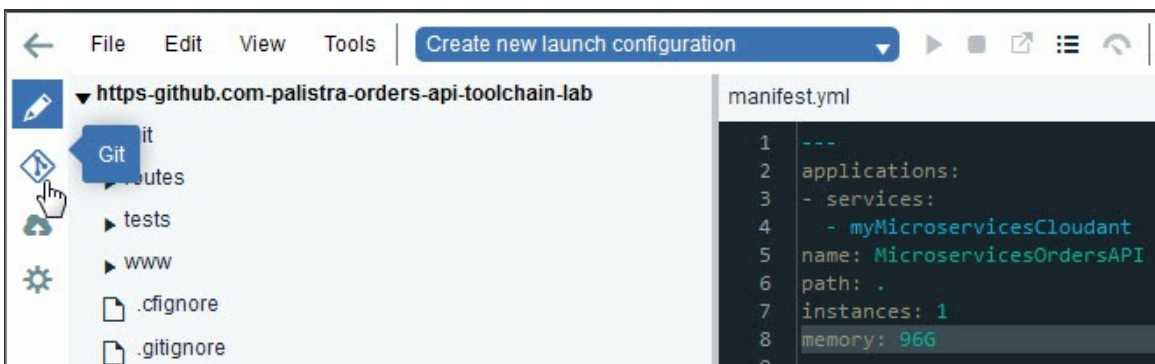 File Edit View Tools Create new launch configuration
https-github.com-palistra-orders-api-toolchain-lab
manifest.yml
Git
it
routes
tests
www
.cfignore
.gitignore
1 ---
2 applications:
3 - services:
4 - myMicroservicesCloudant
5 name: MicroservicesOrdersAPI
6 path: .
7 instances: 1
8 memory: 96G